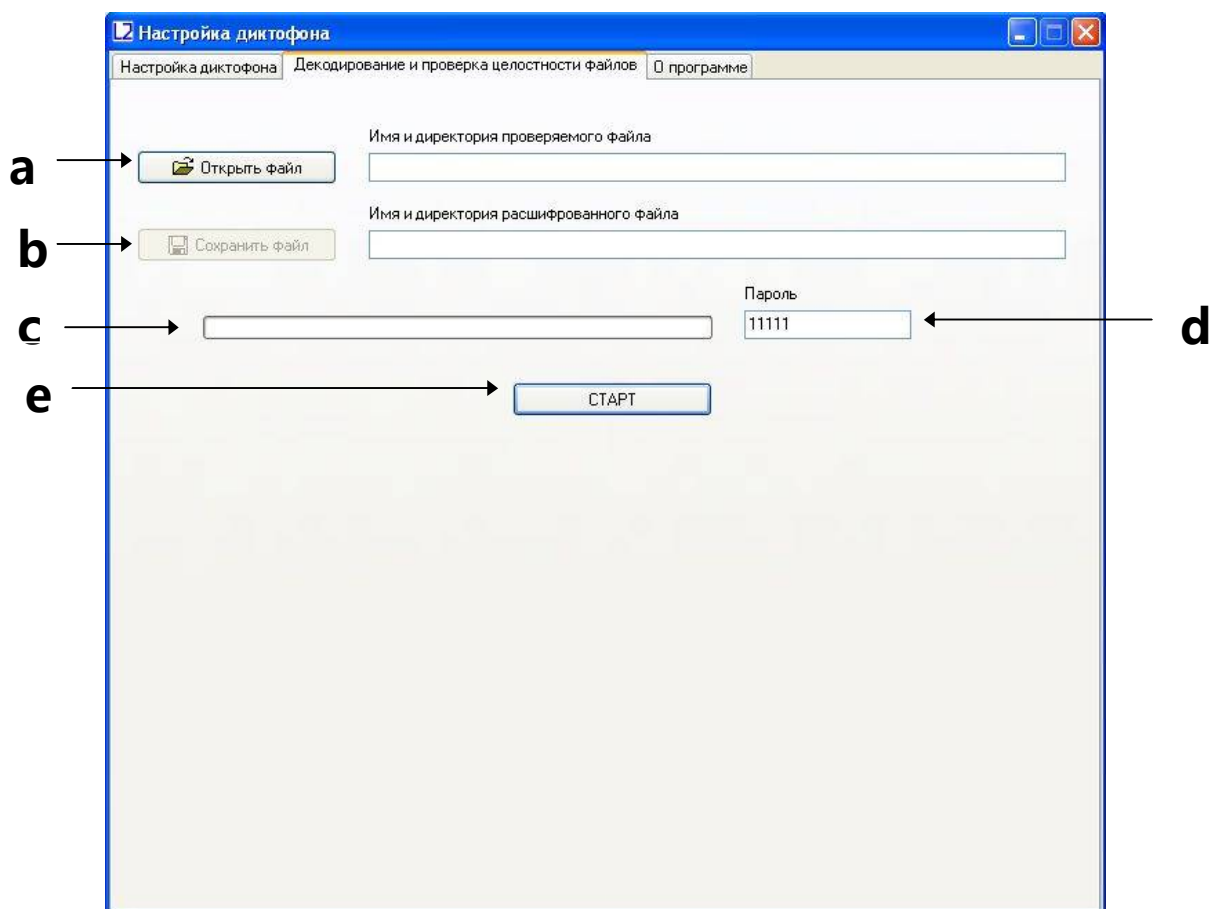 Настройка диктофона
Настройка диктофона Декодирование и проверка целостности файлов О программе
Имя и директория проверяемого файла
a Открыть файл
Имя и директория расшифрованного файла
b Сохранить файл
Пароль
c 11111 d
e СТАРТ